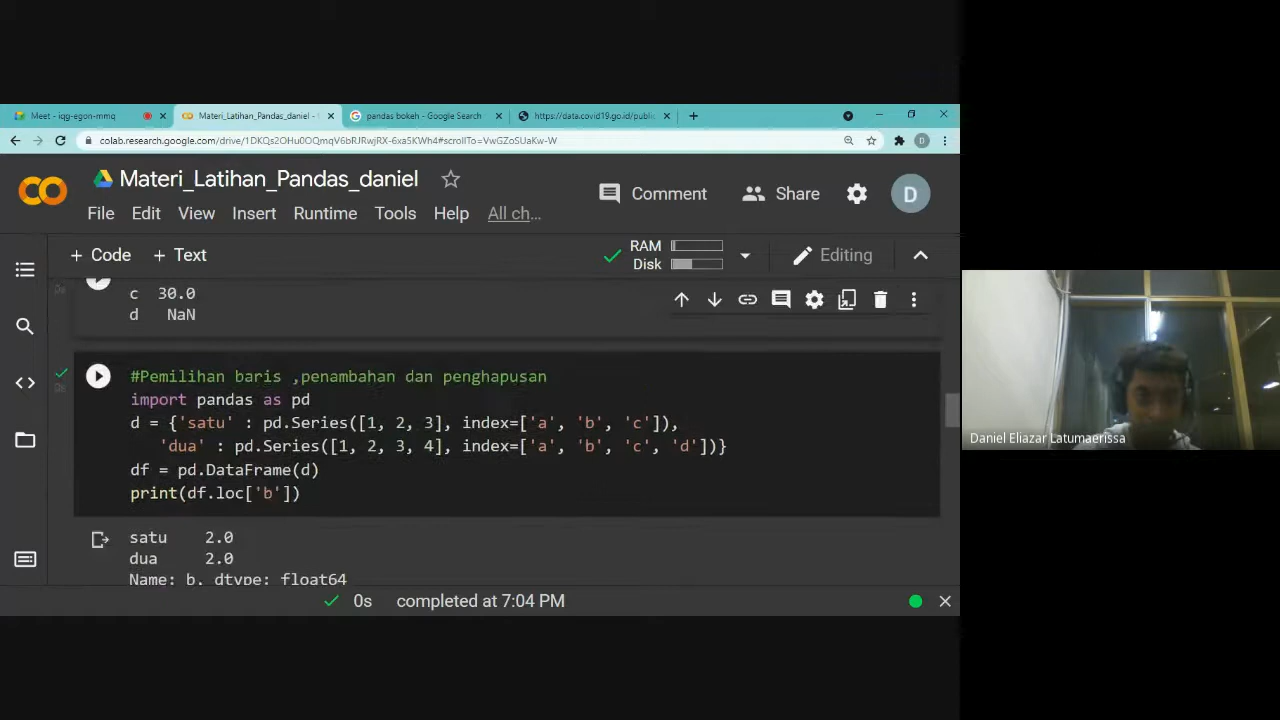 Meet - iqg-egon-mmq
Materi_Latihan_Pandas_daniel -
pandas bokeh - Google Search
https://data.covid19.go.id/public
colab.research.google.com/drive/1DKQs2OHu0OQmqV6bRJRwjRX-6xa5KWh4#scrollTo=VwGZoSUaKw-W
D
Materi_Latihan_Pandas_daniel
Comment
Share
D
File Edit View Insert Runtime Tools Help All ch...
+ Code + Text
RAM
Disk
Editing
0s
c 30.0
d NaN
0s
#Pemilihan baris ,penambahan dan penghapusan
import pandas as pd
d = {'satu' : pd.Series([1, 2, 3], index=['a', 'b', 'c']),
'dua' : pd.Series([1, 2, 3, 4], index=['a', 'b', 'c', 'd'])}
df = pd.DataFrame(d)
print(df.loc['b'])
satu 2.0
dua 2.0
Name: b, dtype: float64
0s completed at 7:04 PM
Daniel Eliazar Latumaerissa